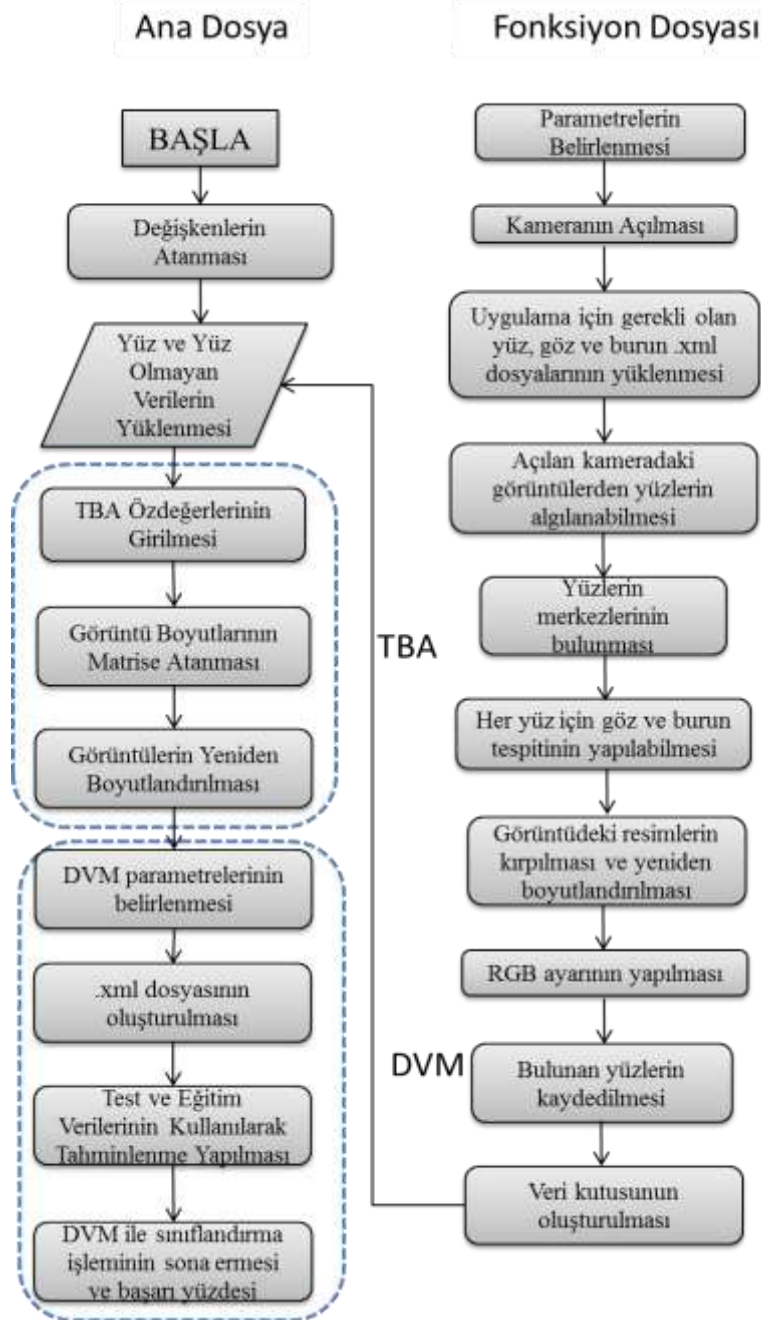 Ana Dosya
BAŞLA
Değişkenlerin
Atanması
Yüz ve Yüz
Olmayan
Verilerin
Yüklenmesi
TBA Özdeğerlerinin
Girilmesi
Görüntü Boyutlarının
Matrise Atanması
Görüntülerin Yeniden
Boyutlandırılması
TBA
DVM parametrelerinin
belirlenmesi
.xml dosyasının
oluşturulması
Test ve Eğitim
Verilerinin Kullanılarak
Tahminlenme Yapılması
DVM ile sınıflandırma
işleminin sona ermesi
ve başarı yüzdesi
DVM
Fonksiyon Dosyası
Parametrelerin
Belirlenmesi
Kameranın Açılması
Uygulama için gerekli olan
yüz, göz ve burun .xml
dosyalarının yüklenmesi
Açılan kameradaki
görüntülerden yüzlerin
algılanabilmesi
Yüzlerin
merkezlerinin
bulunması
Her yüz için göz ve burun
tespitinin yapılabilmesi
Görüntüdeki resimlerin
kırpılması ve yeniden
boyutlandırılması
RGB ayarının yapılması
Bulunan yüzlerin
kaydedilmesi
Veri kutusunun
oluşturulması